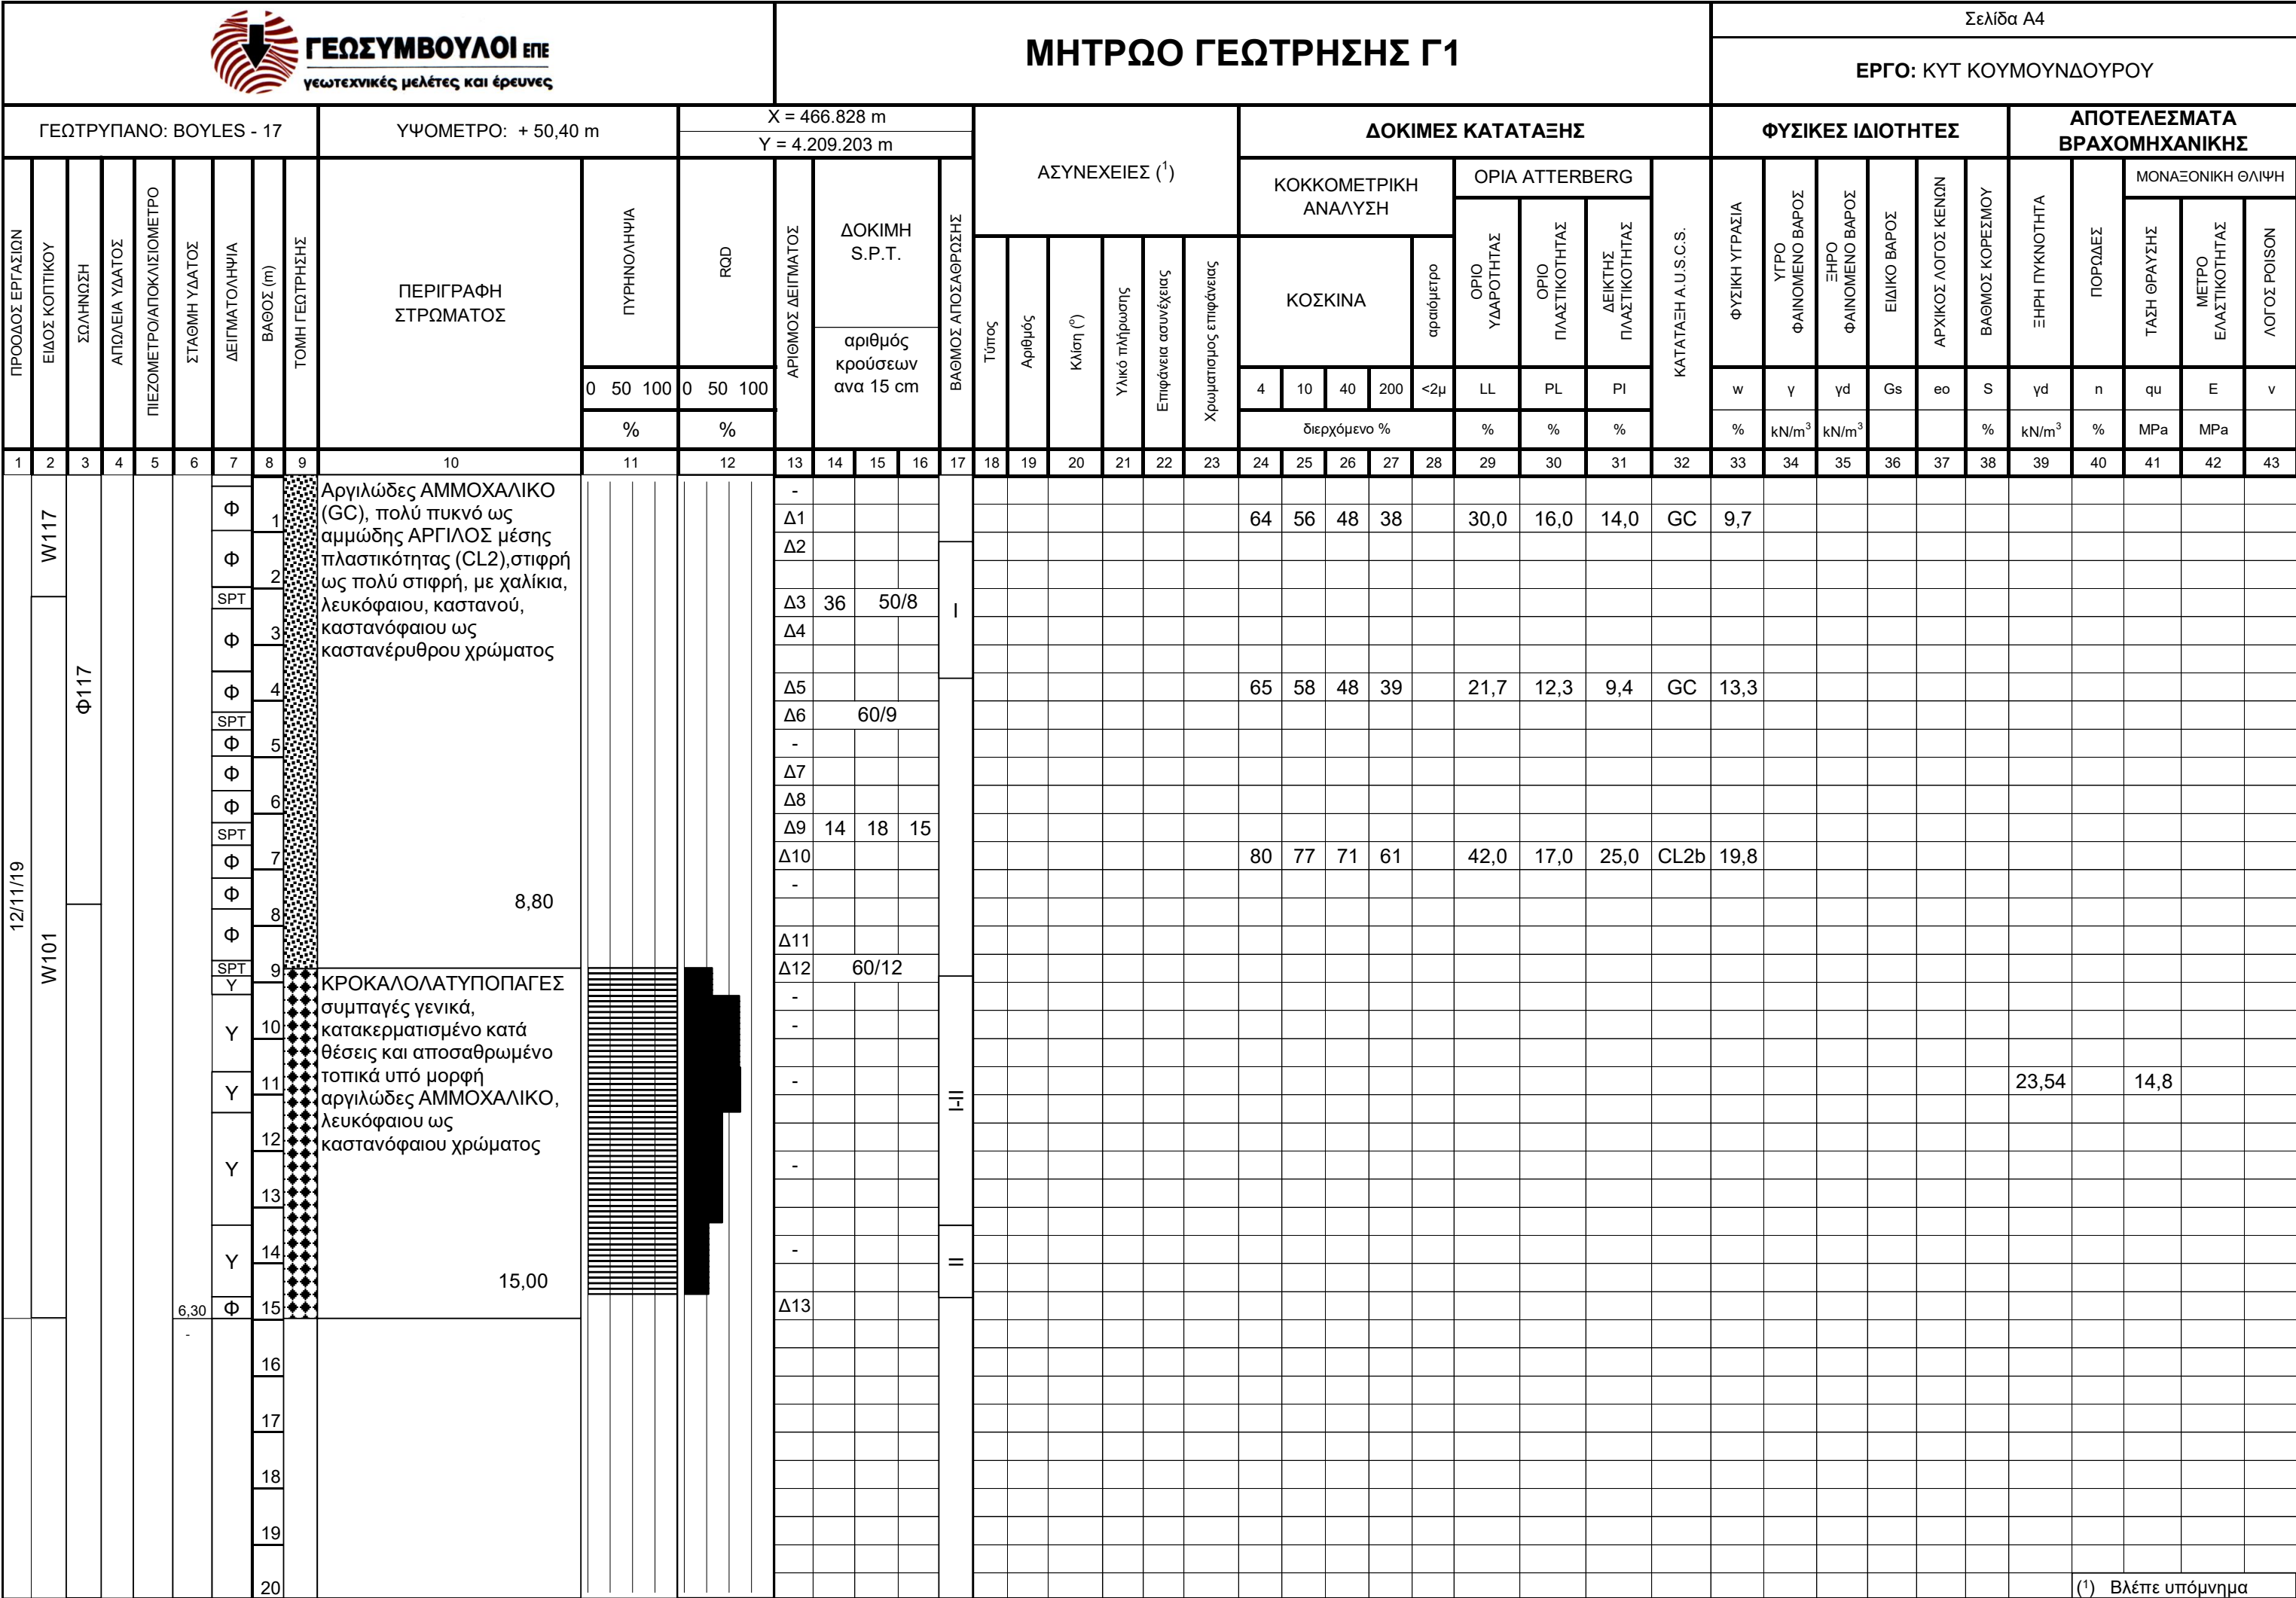 ΓΕΩΣΥΜΒΟΥΛΟΙ ΕΠΕ
γεωτεχνικές μελέτες και έρευνες
ΜΗΤΡΩΟ ΓΕΩΤΡΗΣΗΣ Γ1
Σελίδα Α4
ΕΡΓΟ: ΚΥΤ ΚΟΥΜΟΥΝΔΟΥΡΟΥ
ΓΕΩΤΡΥΠΑΝΟ: BOYLES - 17
ΥΨΟΜΕΤΡΟ: + 50,40 m
X = 466.828 m
Y = 4.209.203 m
ΑΣΥΝΕΧΕΙΕΣ (1)
ΔΟΚΙΜΕΣ ΚΑΤΑΤΑΞΗΣ
ΦΥΣΙΚΕΣ ΙΔΙΟΤΗΤΕΣ
ΑΠΟΤΕΛΕΣΜΑΤΑ
ΒΡΑΧΟΜΗΧΑΝΙΚΗΣ
ΠΡΟΟΔΟΣ ΕΡΓΑΣΙΩΝ
ΕΙΔΟΣ ΚΟΠΤΙΚΟΥ
ΣΩΛΗΝΩΣΗ
ΑΠΩΛΕΙΑ ΥΔΑΤΟΣ
ΠΙΕΖΟΜΕΤΡΟ/ΑΠΟΚΛΙΣΙΟΜΕΤΡΟ
ΣΤΑΘΜΗ ΥΔΑΤΟΣ
ΔΕΙΓΜΑΤΟΛΗΨΙΑ
ΒΑΘΟΣ (m)
ΤΟΜΗ ΓΕΩΤΡΗΣΗΣ
ΠΕΡΙΓΡΑΦΗ
ΣΤΡΩΜΑΤΟΣ
ΠΥΡΗΝΟΛΗΨΙΑ
0 50 100
%
RQD
0 50 100
%
ΑΡΙΘΜΟΣ ΔΕΙΓΜΑΤΟΣ
ΔΟΚΙΜΗ
S.P.T.
αριθμός
κρούσεων
ανα 15 cm
ΒΑΘΜΟΣ ΑΠΟΣΑΘΡΩΣΗΣ
Τύπος
Αριθμός
Κλίση (ο)
Υλικό πλήρωσης
Επιφάνεια ασυνέχειας
Χρωματισμος επιφάνειας
ΚΟΚΚΟΜΕΤΡΙΚΗ
ΑΝΑΛΥΣΗ
ΚΟΣΚΙΝΑ
αραιόμετρο
4 10 40 200 <2μ
διερχόμενο %
ΟΡΙΑ ATTERBERG
ΟΡΙΟ
ΥΔΑΡΟΤΗΤΑΣ
LL
%
ΟΡΙΟ
ΠΛΑΣΤΙΚΟΤΗΤΑΣ
PL
%
ΔΕΙΚΤΗΣ
ΠΛΑΣΤΙΚΟΤΗΤΑΣ
PI
%
ΚΑΤΑΤΑΞΗ A.U.S.C.S.
ΦΥΣΙΚΗ ΥΓΡΑΣΙΑ
w
%
ΥΓΡΟ
ΦΑΙΝΟΜΕΝΟ ΒΑΡΟΣ
γ
kN/m3
ΞΗΡΟ
ΦΑΙΝΟΜΕΝΟ ΒΑΡΟΣ
γd
kN/m3
ΕΙΔΙΚΟ ΒΑΡΟΣ
Gs
ΑΡΧΙΚΟΣ ΛΟΓΟΣ ΚΕΝΩΝ
eo
ΒΑΘΜΟΣ ΚΟΡΕΣΜΟΥ
S
%
ΞΗΡΗ ΠΥΚΝΟΤΗΤΑ
γd
kN/m3
ΠΟΡΩΔΕΣ
n
%
ΜΟΝΑΞΟΝΙΚΗ ΘΛΙΨΗ
ΤΑΣΗ ΘΡΑΥΣΗΣ
qu
MPa
ΜΕΤΡΟ
ΕΛΑΣΤΙΚΟΤΗΤΑΣ
E
MPa
ΛΟΓΟΣ POISON
ν
1 2 3 4 5 6 7 8 9 10 11 12 13 14 15 16 17 18 19 20 21 22 23 24 25 26 27 28 29 30 31 32 33 34 35 36 37 38 39 40 41 42 43
12/11/19
W117
W101
Φ117
6,30
-
Φ
Φ
SPT
Φ
Φ
SPT
Φ
Φ
Φ
SPT
Φ
Φ
Φ
SPT
Υ
Υ
Υ
Υ
Υ
Φ
1
2
3
4
5
6
7
8
9
10
11
12
13
14
15
16
17
18
19
20
Αργιλώδες ΑΜΜΟΧΑΛΙΚΟ
(GC), πολύ πυκνό ως
αμμώδης ΑΡΓΙΛΟΣ μέσης
πλαστικότητας (CL2),στιφρή
ως πολύ στιφρή, με χαλίκια,
λευκόφαιου, καστανού,
καστανόφαιου ως
καστανέρυθρου χρώματος
8,80
ΚΡΟΚΑΛΟΛΑΤΥΠΟΠΑΓΕΣ
συμπαγές γενικά,
κατακερματισμένο κατά
θέσεις και αποσαθρωμένο
τοπικά υπό μορφή
αργιλώδες ΑΜΜΟΧΑΛΙΚΟ,
λευκόφαιου ως
καστανόφαιου χρώματος
15,00
-
Δ1 64 56 48 38 30,0 16,0 14,0 GC 9,7
Δ2
Δ3 36 50/8
Δ4
Δ5 65 58 48 39 21,7 12,3 9,4 GC 13,3
Δ6 60/9
-
Δ7
Δ8
Δ9 14 18 15
Δ10 80 77 71 61 42,0 17,0 25,0 CL2b 19,8
-
Δ11
Δ12 60/12
-
-
- 23,54 14,8
-
-
Δ13
I
I-II
II
(1) Βλέπε υπόμνημα